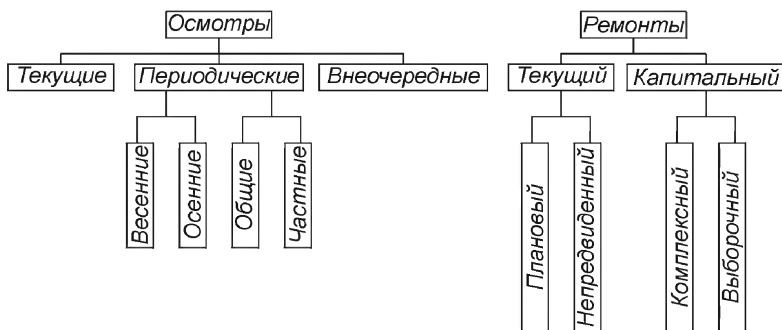 Осмотры
Ремонты
Текущие
Периодические
Внеочередные
Текущий
Капитальный
Весенние
Осенние
Общие
Частные
Плановый
Непредвиденный
Комплексный
Выборочный